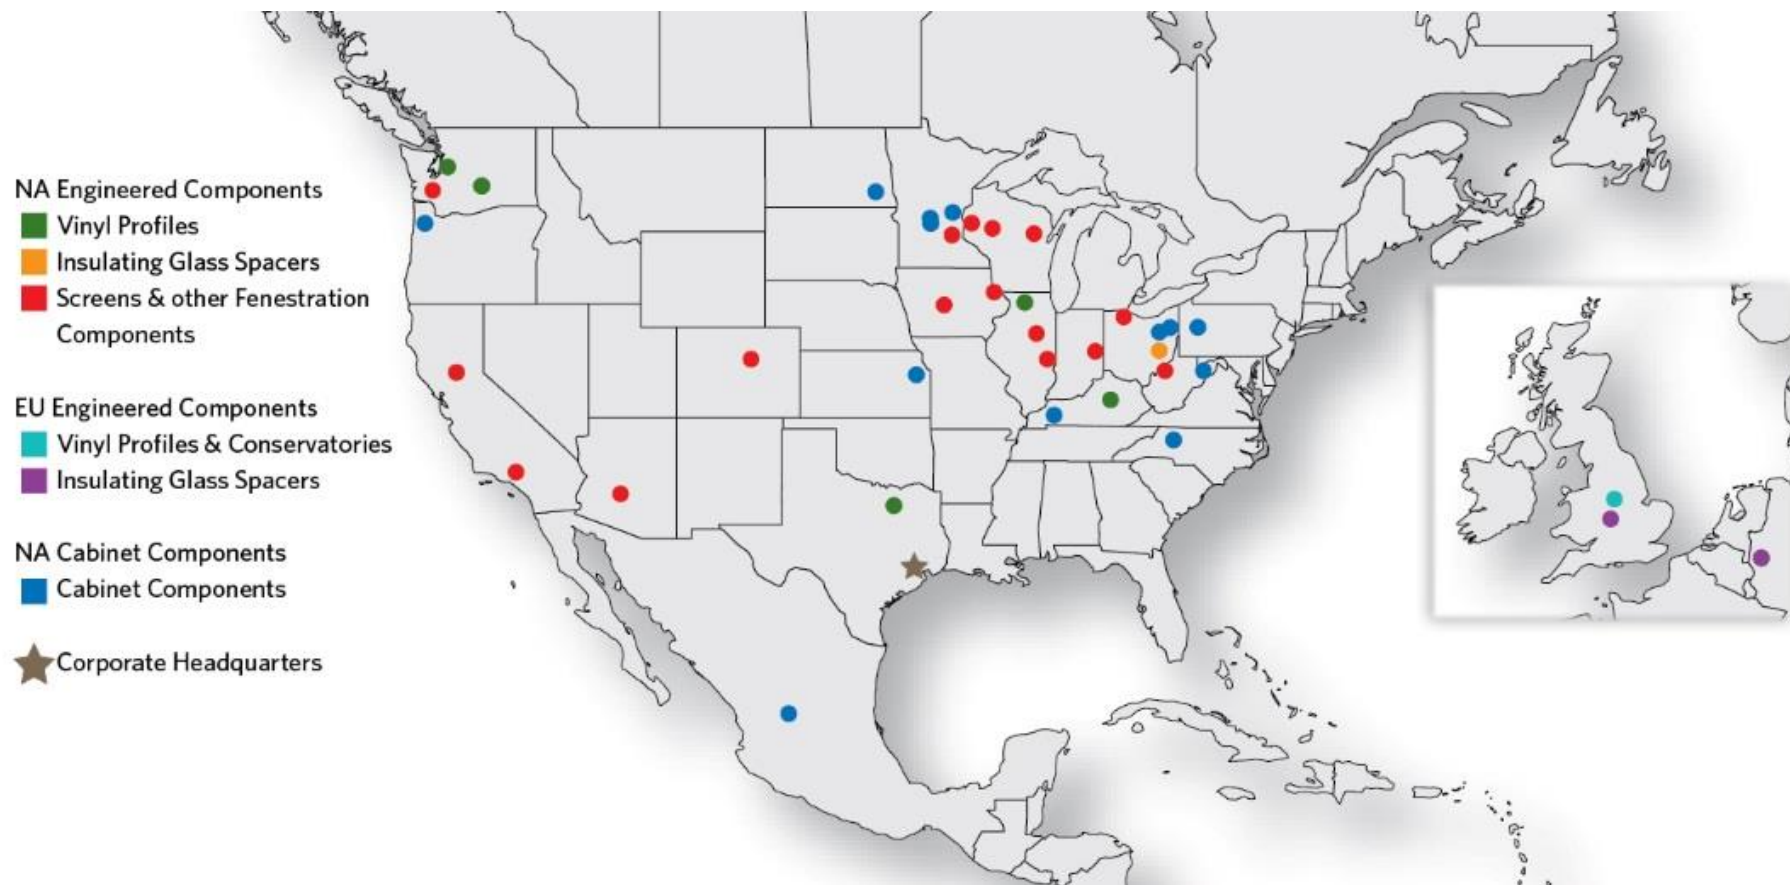 NA Engineered Components
Vinyl Profiles
Insulating Glass Spacers
Screens & other Fenestration
Components
EU Engineered Components
Vinyl Profiles & Conservatories
Insulating Glass Spacers
NA Cabinet Components
Cabinet Components
Corporate Headquarters